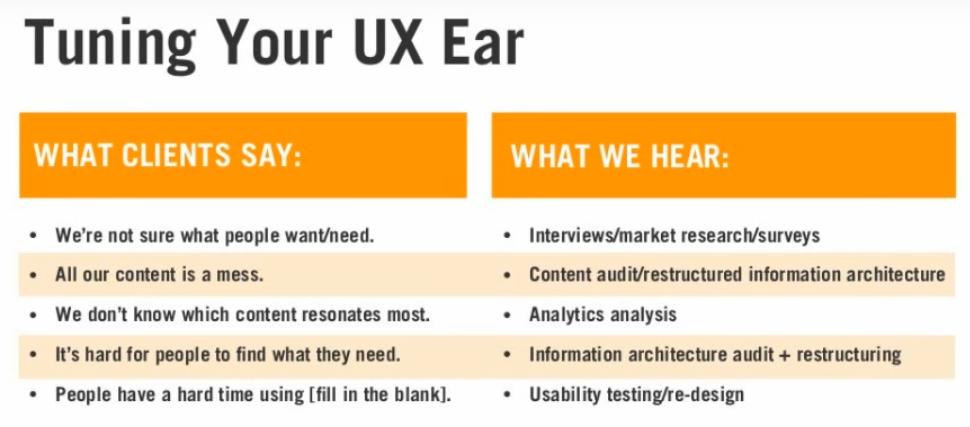 Tuning Your UX Ear
WHAT CLIENTS SAY:
WHAT WE HEAR:
• We're not sure what people want/need.
• Interviews/market research/surveys
• All our content is a mess.
• Content audit/restructured information architecture
• We don't know which content resonates most.
• Analytics analysis
• It's hard for people to find what they need.
• Information architecture audit + restructuring
• People have a hard time using [fill in the blank].
• Usability testing/re-design